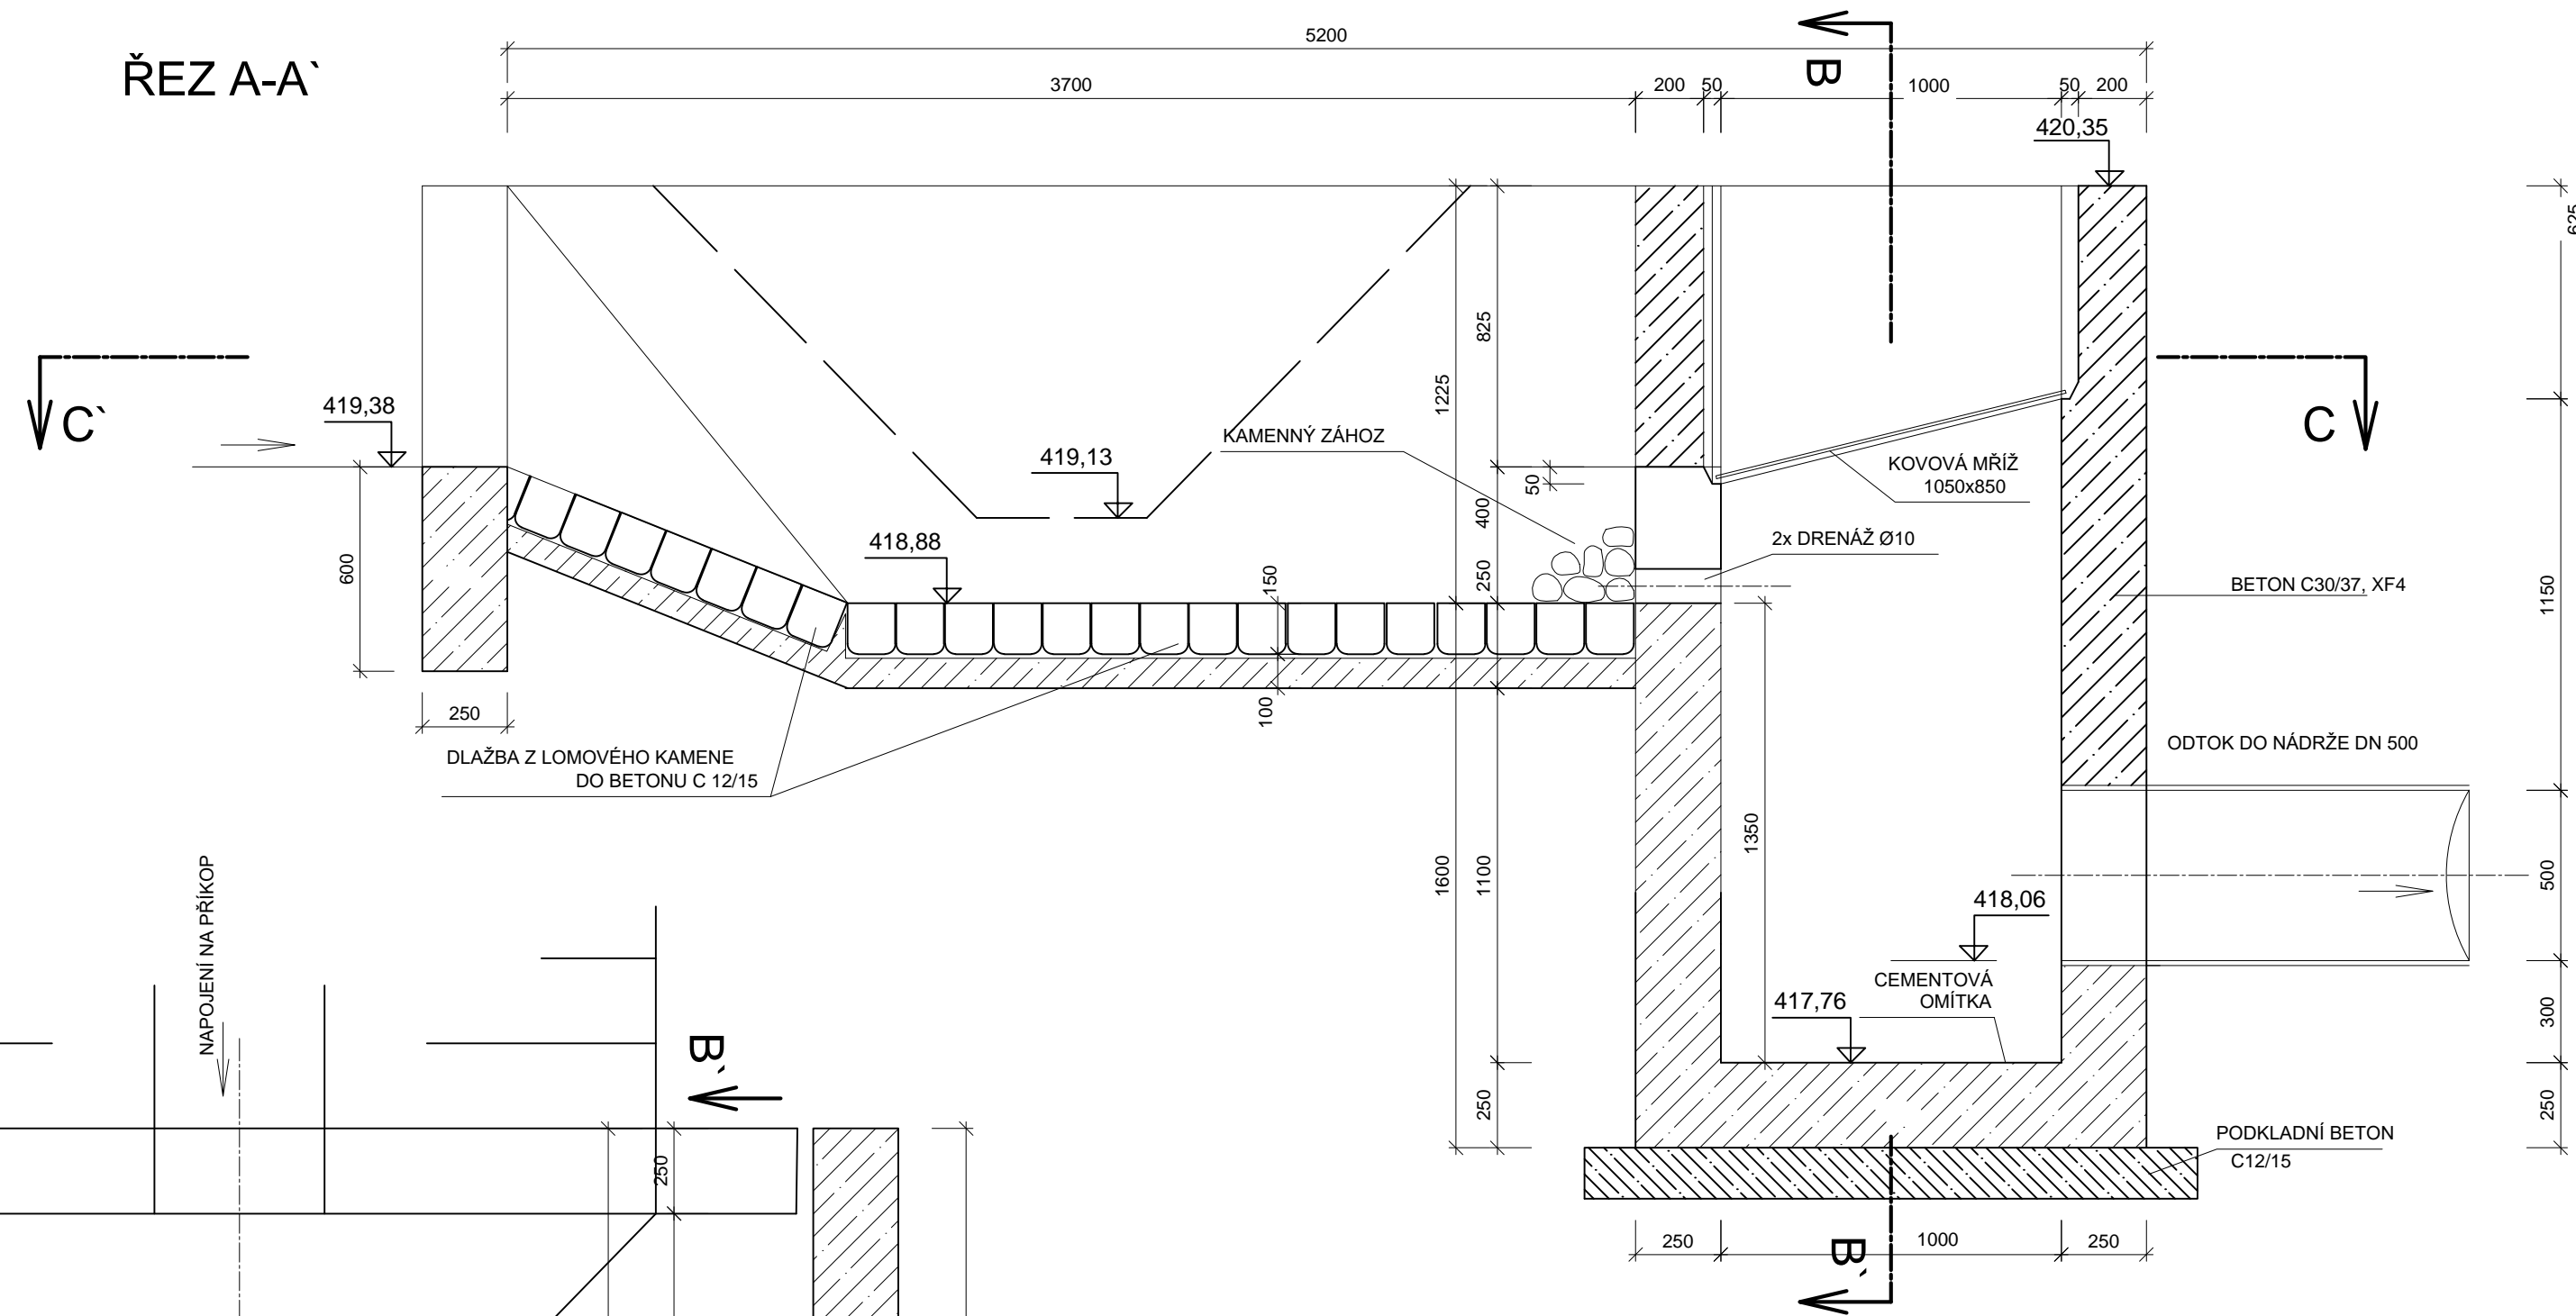 ŘEZ A-A`
5200
3700
200
50
1000
50
200
B
420,35
625
825
1225
C`
419,38
419,13
KAMENNÝ ZÁHOZ
C
KOVOVÁ MŘÍŽ
1050x850
50
400
418,88
2x DRENÁŽ Ø10
600
150
250
BETON C30/37, XF4
1150
250
100
DLAŽBA Z LOMOVÉHO KAMENE
DO BETONU C 12/15
ODTOK DO NÁDRŽE DN 500
1350
1600
1100
500
NAPOJENÍ NA PŘÍKOP
418,06
CEMENTOVÁ
OMÍTKA
417,76
300
B`
250
250
250
PODKLADNÍ BETON
C12/15
250
1000
250
B`